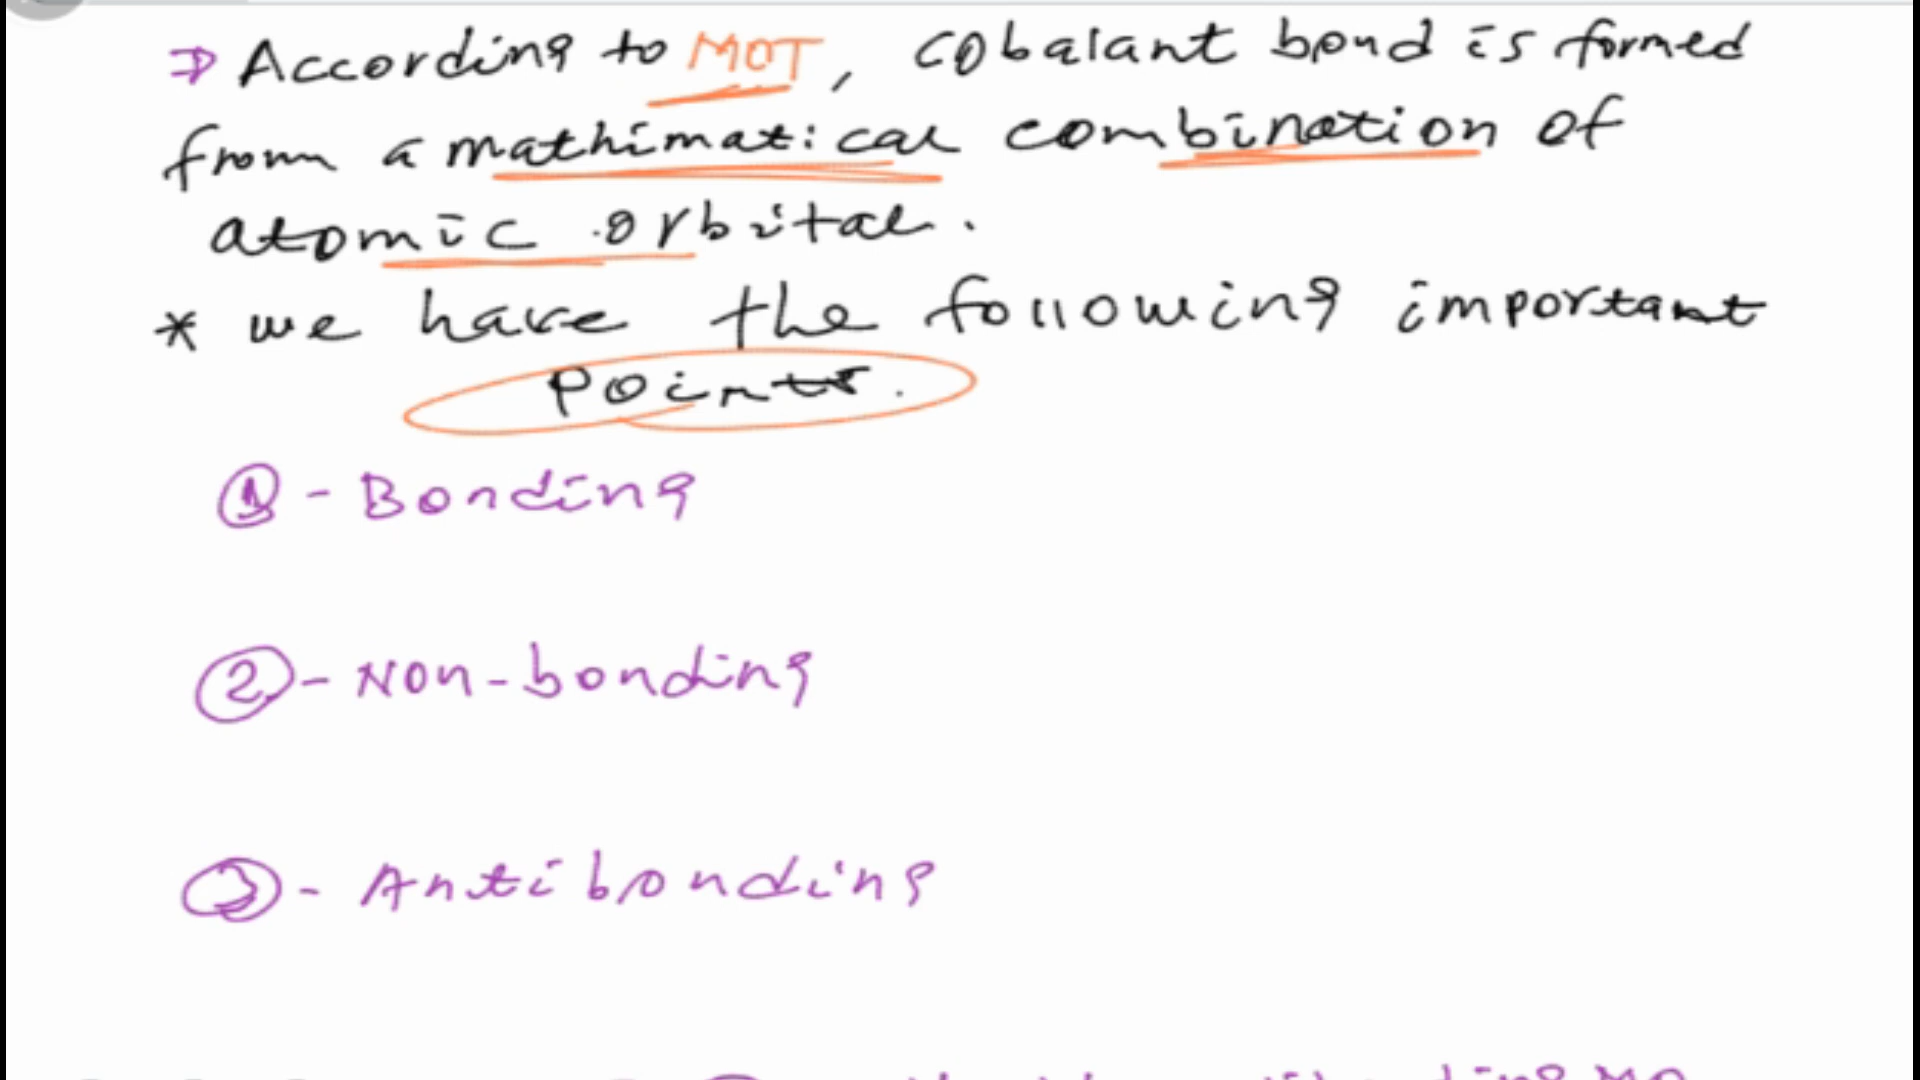 ⇒ According to MOT, cobalant bond is formed
from a mathimatical combination of
atomic orbital.
* we have the following important
points.
① - Bonding
② - Non-bonding
③ - Antibonding